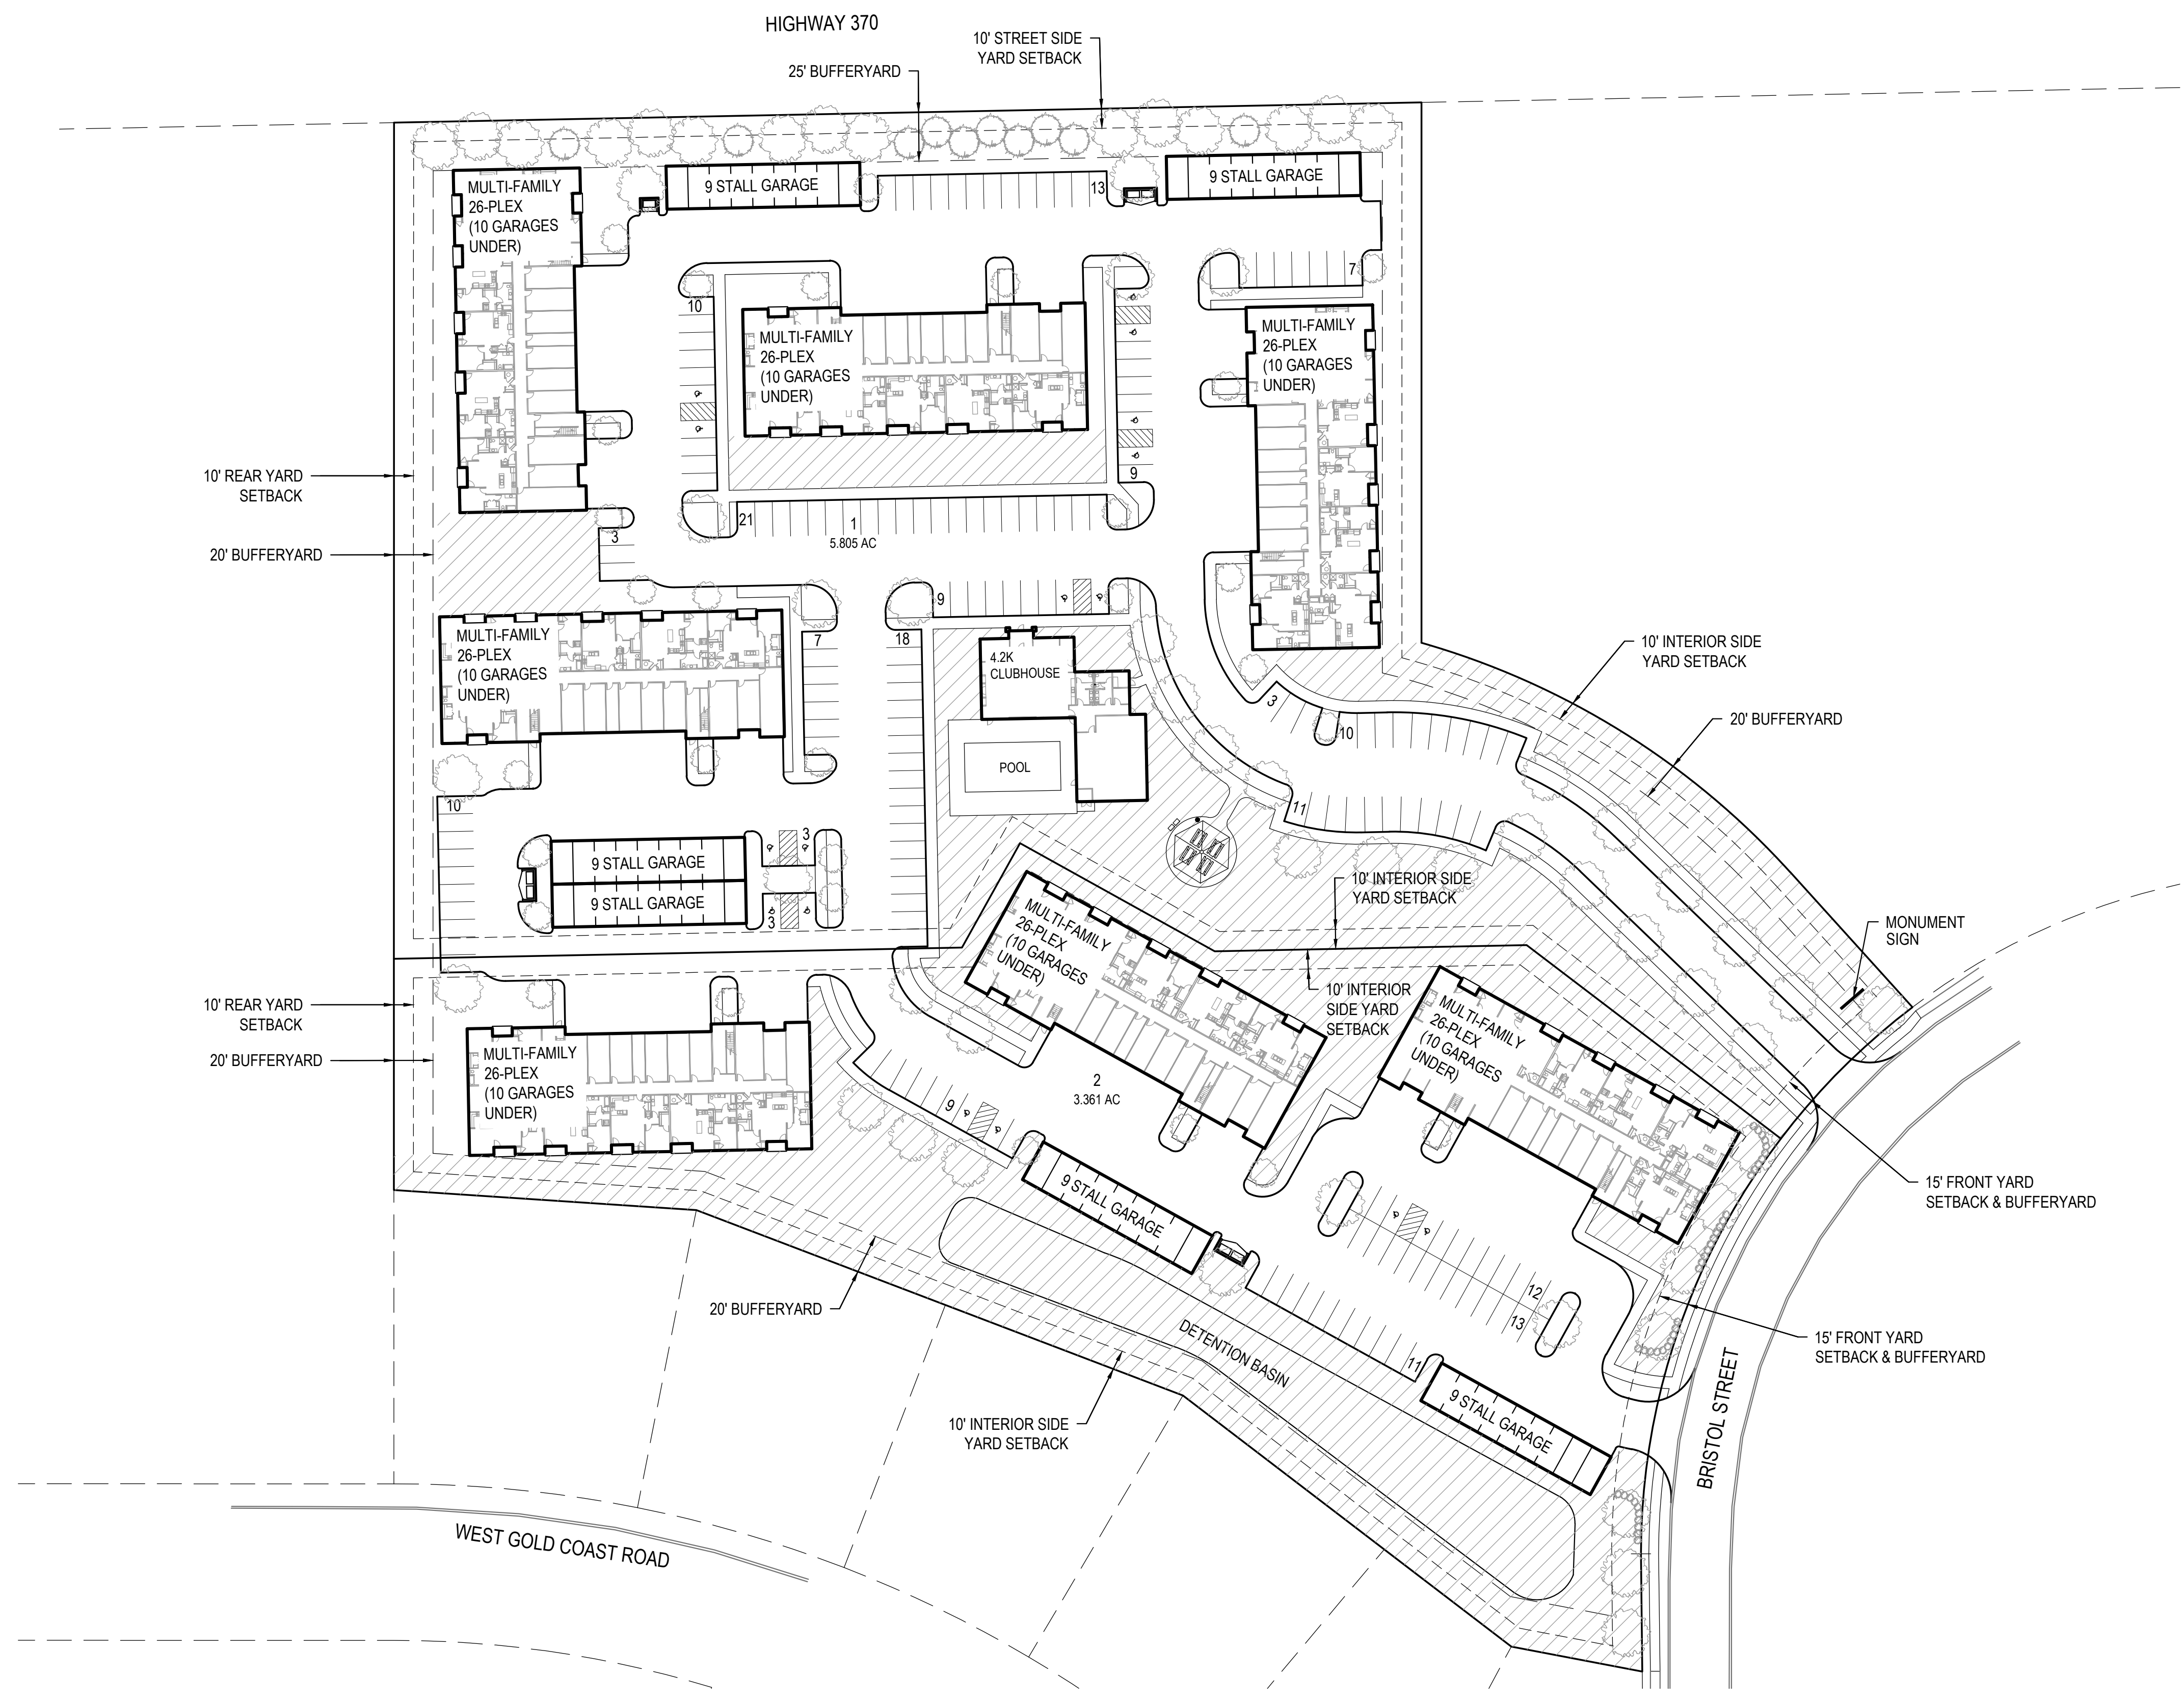 HIGHWAY 370
10' STREET SIDE
YARD SETBACK
25' BUFFERYARD
MULTI-FAMILY
26-PLEX
(10 GARAGES
UNDER)
9 STALL GARAGE
13
9 STALL GARAGE
7
10
MULTI-FAMILY
26-PLEX
(10 GARAGES
UNDER)
MULTI-FAMILY
26-PLEX
(10 GARAGES
UNDER)
9
10' REAR YARD
SETBACK
21
1
5.805 AC
3
20' BUFFERYARD
9
MULTI-FAMILY
26-PLEX
(10 GARAGES
UNDER)
7
18
4.2K
CLUBHOUSE
POOL
3
10
10' INTERIOR SIDE
YARD SETBACK
20' BUFFERYARD
10
11
3
9 STALL GARAGE
9 STALL GARAGE
3
10' INTERIOR SIDE
YARD SETBACK
MONUMENT
SIGN
MULTI-FAMILY
26-PLEX
(10 GARAGES
UNDER)
10' INTERIOR
SIDE YARD
SETBACK
MULTI-FAMILY
26-PLEX
(10 GARAGES
UNDER)
10' REAR YARD
SETBACK
20' BUFFERYARD
MULTI-FAMILY
26-PLEX
(10 GARAGES
UNDER)
2
3.361 AC
9
9 STALL GARAGE
15' FRONT YARD
SETBACK & BUFFERYARD
12
13
20' BUFFERYARD
DETENTION BASIN
11
15' FRONT YARD
SETBACK & BUFFERYARD
9 STALL GARAGE
10' INTERIOR SIDE
YARD SETBACK
BRISTOL STREET
WEST GOLD COAST ROAD